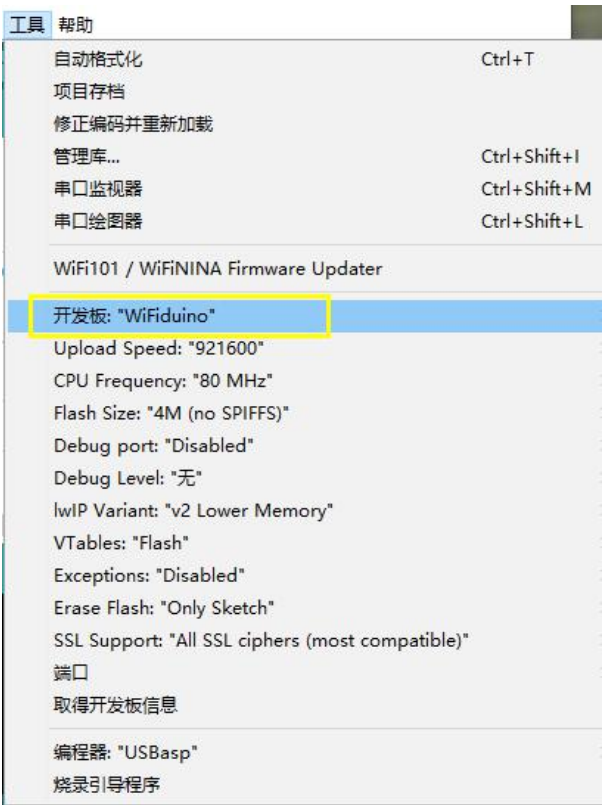 工具 帮助
自动格式化 Ctrl+T
项目存档
修正编码并重新加载
管理库... Ctrl+Shift+I
串口监视器 Ctrl+Shift+M
串口绘图器 Ctrl+Shift+L
WiFi101 / WiFiNINA Firmware Updater
开发板: "WiFiduino"
Upload Speed: "921600"
CPU Frequency: "80 MHz"
Flash Size: "4M (no SPIFFS)"
Debug port: "Disabled"
Debug Level: "无"
lwIP Variant: "v2 Lower Memory"
VTables: "Flash"
Exceptions: "Disabled"
Erase Flash: "Only Sketch"
SSL Support: "All SSL ciphers (most compatible)"
端口
取得开发板信息
编程器: "USBasp"
烧录引导程序